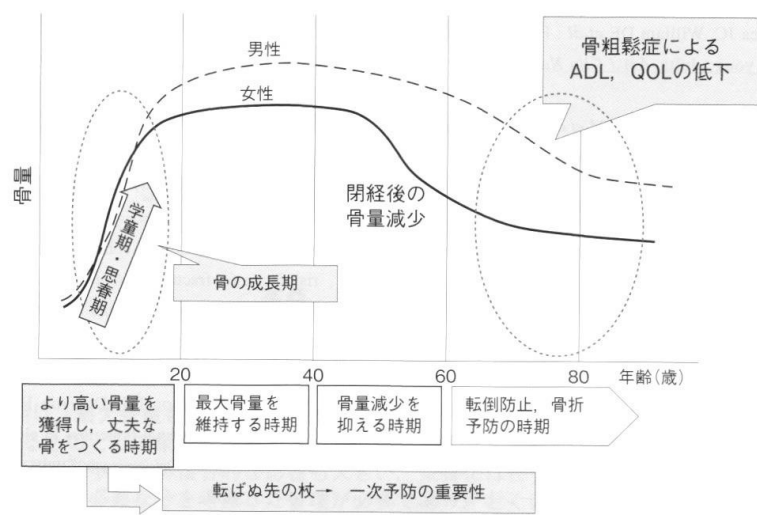 骨粗鬆症による
ADL,QOLの低下
男性
女性
骨量
学童期・思春期
閉経後の
骨量減少
骨の成長期
20
40
60
80
年齢(歳)
より高い骨量を
獲得し,丈夫な
骨をつくる時期
最大骨量を
維持する時期
骨量減少を
抑える時期
転倒防止,骨折
予防の時期
転ばぬ先の杖→ 一次予防の重要性